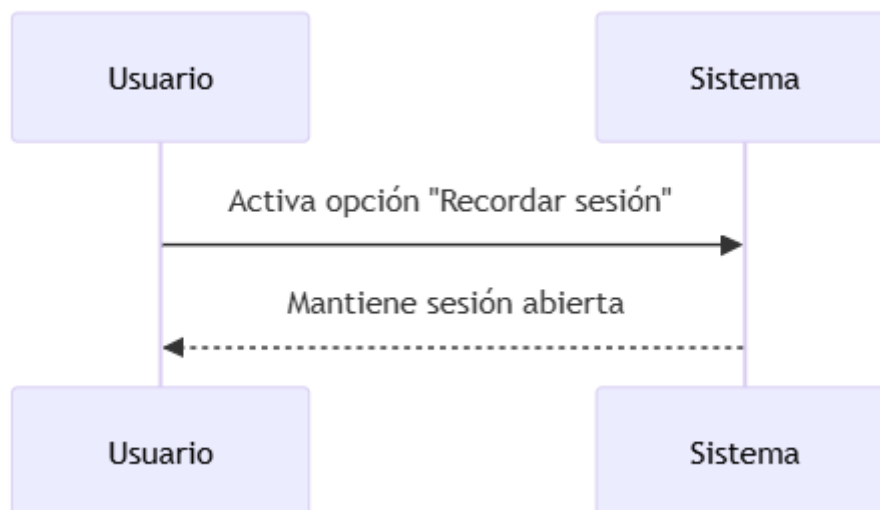 Usuario
Sistema
Activa opción "Recordar sesión"
Mantiene sesión abierta
Usuario
Sistema